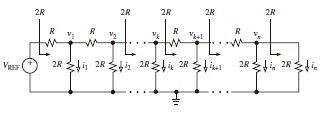 2R 2R 2R 2R 2R
R v1 R v2 vk R vk+1 R vn
VREF 2R i1 2R i2 2R ik 2R ik+1 2R in 2R in